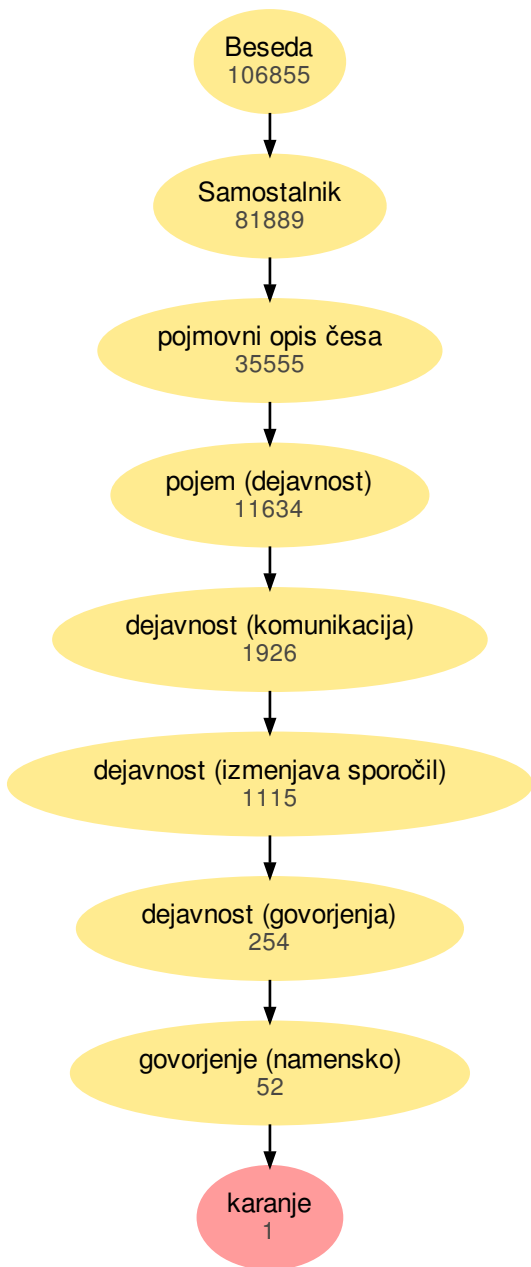 Beseda
106855
Samostalnik
81889
pojmovni opis česa
35555
pojem (dejavnost)
11634
dejavnost (komunikacija)
1926
dejavnost (izmenjava sporočil)
1115
dejavnost (govorjenja)
254
govorjenje (namensko)
52
karanje
1